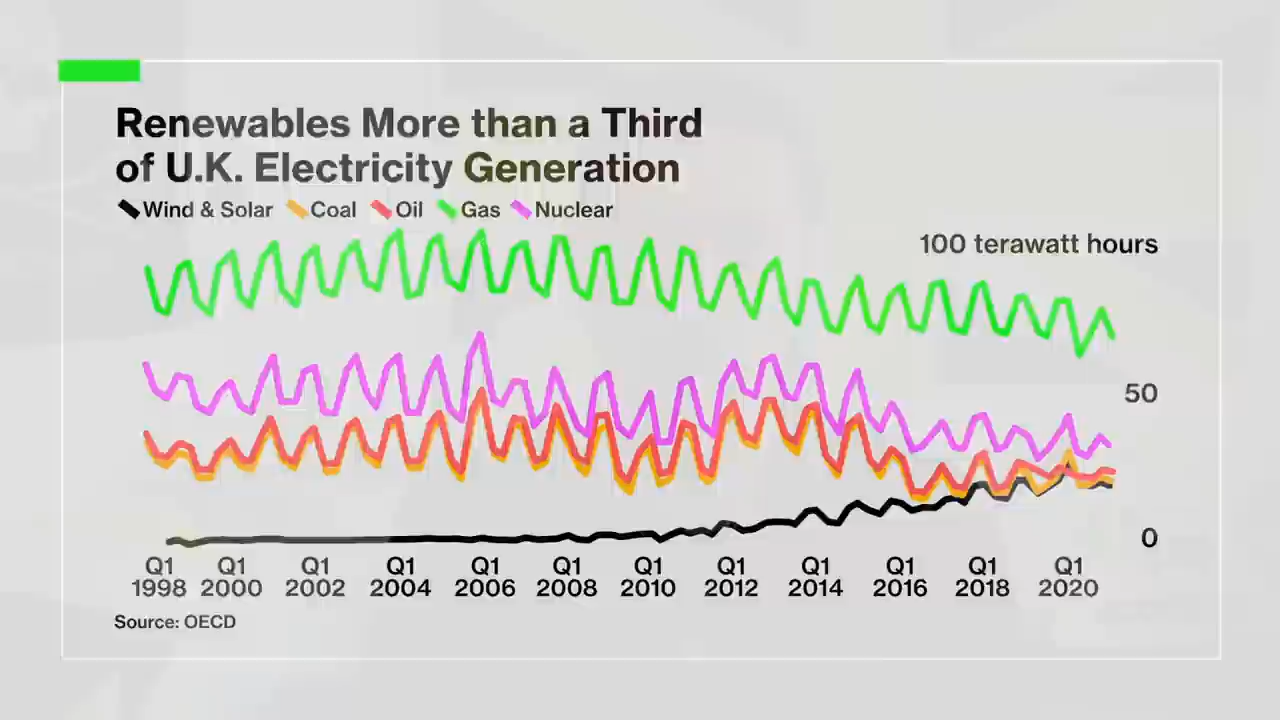 Renewables More than a Third
of U.K. Electricity Generation
Wind & Solar Coal Oil Gas Nuclear
100 terawatt hours
50
0
Q1 Q1 Q1 Q1 Q1 Q1 Q1 Q1 Q1 Q1 Q1 Q1
1998 2000 2002 2004 2006 2008 2010 2012 2014 2016 2018 2020
Source: OECD